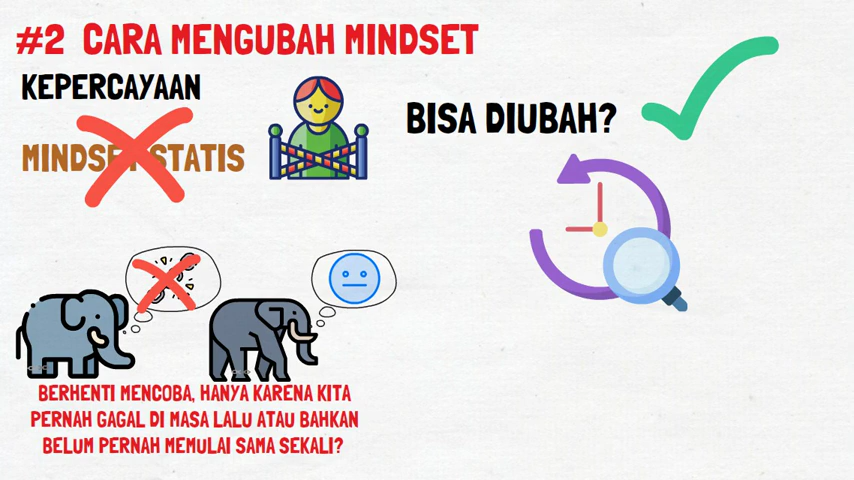 #2 CARA MENGUBAH MINDSET
KEPERCAYAAN
MINDSET STATIS
BISA DIUBAH?
BERHENTI MENCOBA, HANYA KARENA KITA
PERNAH GAGAL DI MASA LALU ATAU BAHKAN
BELUM PERNAH MEMULAI SAMA SEKALI?